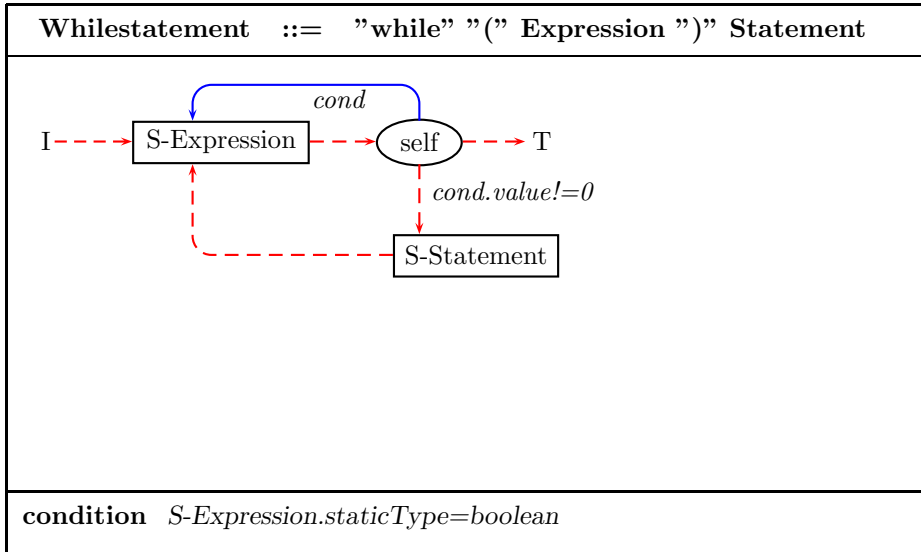 Whilestatement ::= ”while” ”(” Expression ”)” Statement
cond
I S-Expression self T
cond.value!=0
S-Statement
condition S-Expression.staticType=boolean